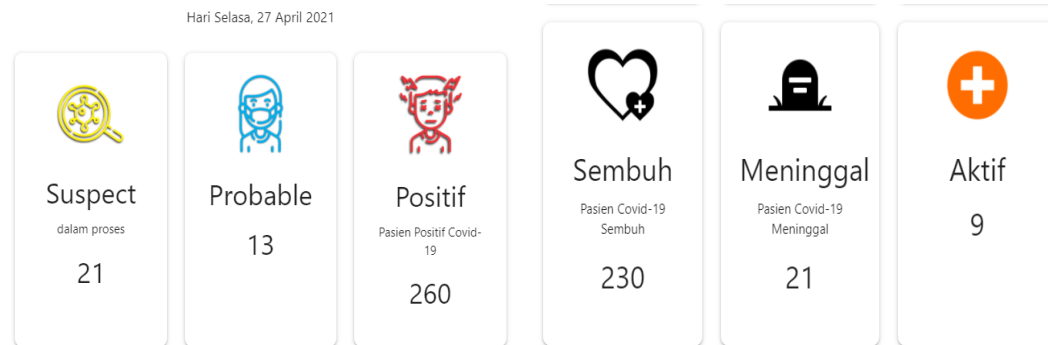 Hari Selasa, 27 April 2021
Suspect
dalam proses
21
Probable
13
Positif
Pasien Positif Covid-
19
260
Sembuh
Pasien Covid-19
Sembuh
230
Meninggal
Pasien Covid-19
Meninggal
21
Aktif
9